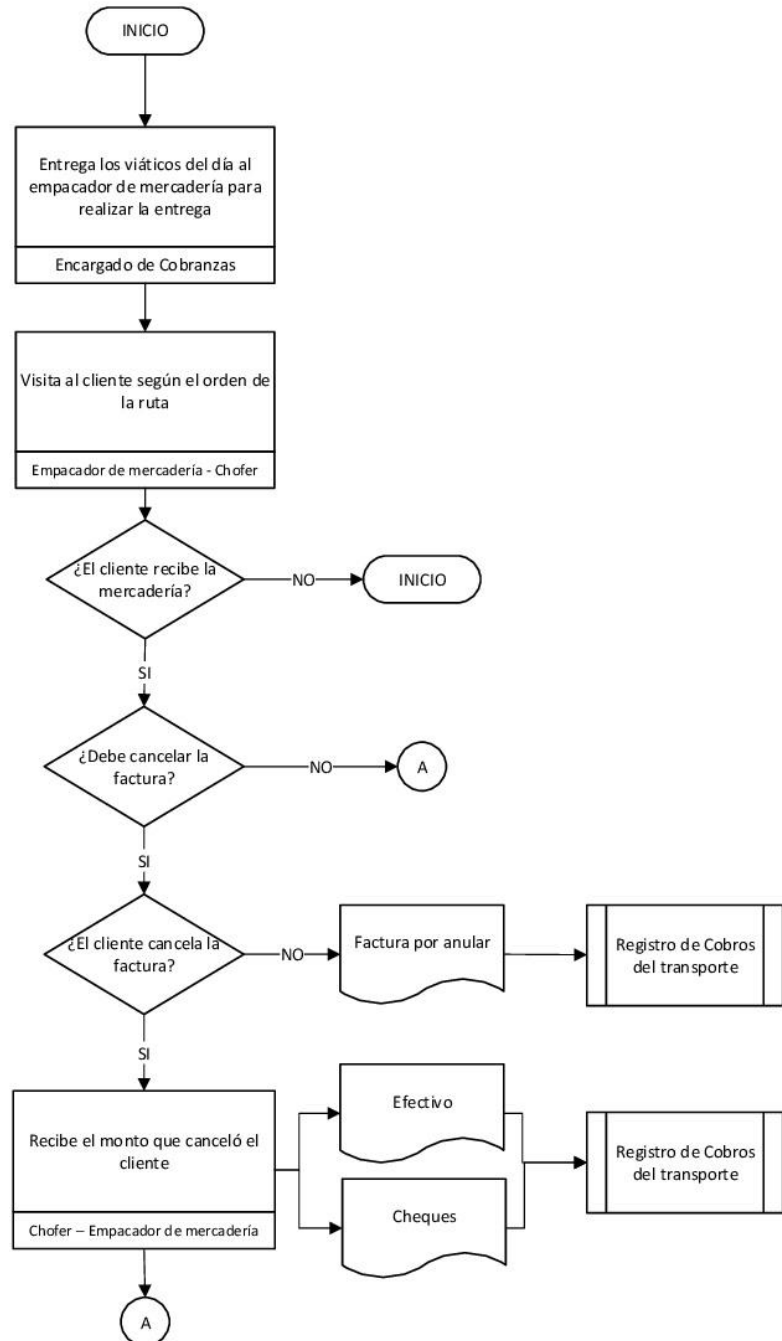 INICIO
Entrega los viáticos del día al
empacador de mercadería para
realizar la entrega
Encargado de Cobranzas
Visita al cliente según el orden de
la ruta
Empacador de mercadería - Chofer
¿El cliente recibe la
mercadería?
NO
INICIO
SI
¿Debe cancelar la
factura?
NO
A
SI
¿El cliente cancela la
factura?
NO
Factura por anular
Registro de Cobros
del transporte
SI
Recibe el monto que canceló el
cliente
Chofer – Empacador de mercadería
Efectivo
Cheques
Registro de Cobros
del transporte
A